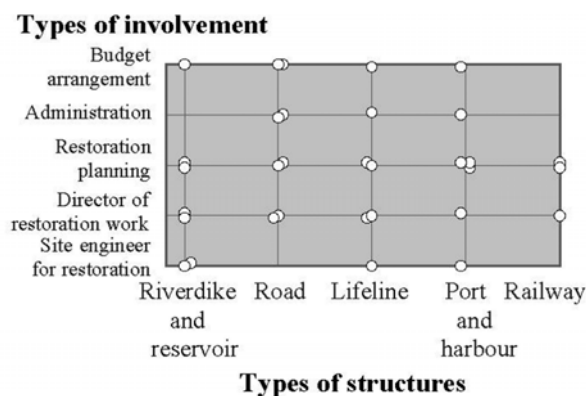 Types of involvement
Budget
arrangement
Administration
Restoration
planning
Director of
restoration work
Site engineer
for restoration
Riverdike
and
reservoir
Road
Lifeline
Port
and
harbour
Railway
Types of structures